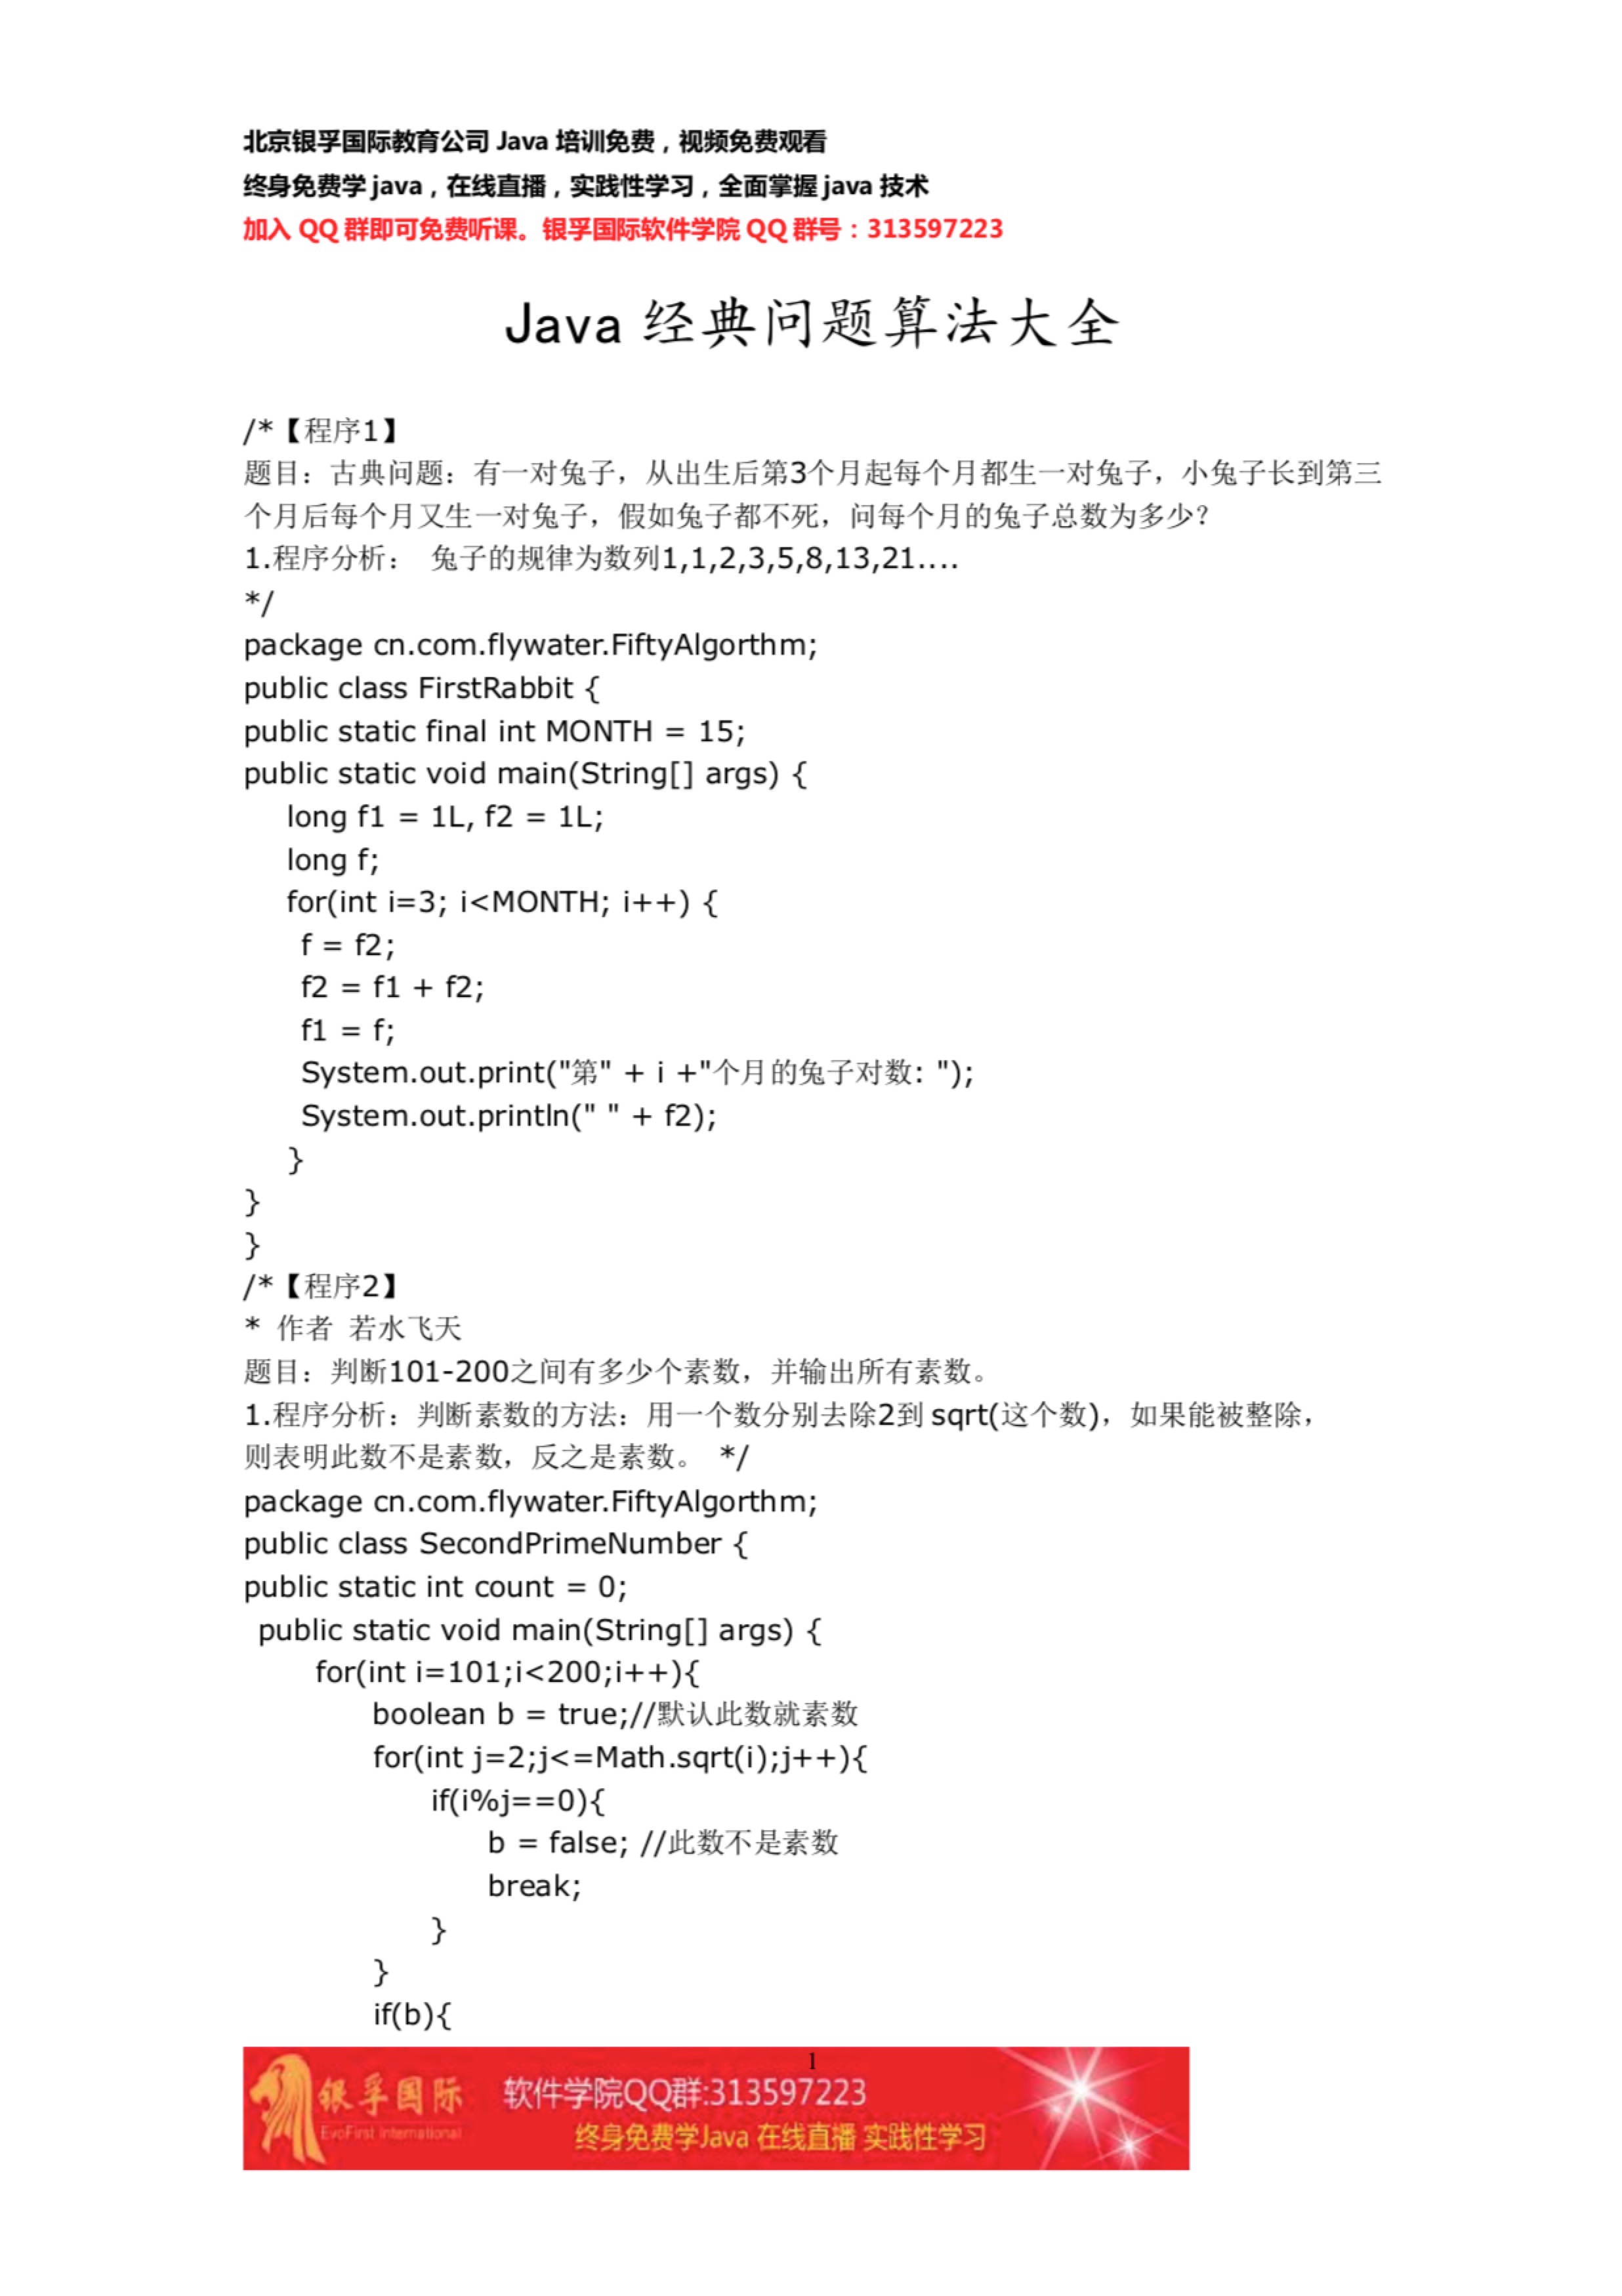 北京银孚国际教育公司 Java 培训免费，视频免费观看
终身免费学 java，在线直播，实践性学习，全面掌握 java 技术
加入 QQ 群即可免费听课。银孚国际软件学院 QQ 群号：313597223
Java 经典问题算法大全
/*【程序1】
题目：古典问题：有一对兔子，从出生后第3个月起每个月都生一对兔子，小兔子长到第三
个月后每个月又生一对兔子，假如兔子都不死，问每个月的兔子总数为多少？
1.程序分析： 兔子的规律为数列1,1,2,3,5,8,13,21....
*/
package cn.com.flywater.FiftyAlgorthm;
public class FirstRabbit {
public static final int MONTH = 15;
public static void main(String[] args) {
long f1 = 1L, f2 = 1L;
long f;
for(int i=3; i<MONTH; i++) {
f = f2;
f2 = f1 + f2;
f1 = f;
System.out.print("第" + i +"个月的兔子对数: ");
System.out.println(" " + f2);
}
}
}
/*【程序2】
* 作者 若水飞天
题目：判断101-200之间有多少个素数，并输出所有素数。
1.程序分析：判断素数的方法：用一个数分别去除2到 sqrt(这个数)，如果能被整除，
则表明此数不是素数，反之是素数。 */
package cn.com.flywater.FiftyAlgorthm;
public class SecondPrimeNumber {
public static int count = 0;
public static void main(String[] args) {
for(int i=101;i<200;i++){
boolean b = true;//默认此数就素数
for(int j=2;j<=Math.sqrt(i);j++){
if(i%j==0){
b = false; //此数不是素数
break;
}
}
if(b){
1
银孚国际
EvoFirst International
软件学院QQ群:313597223
终身免费学Java 在线直播 实践性学习